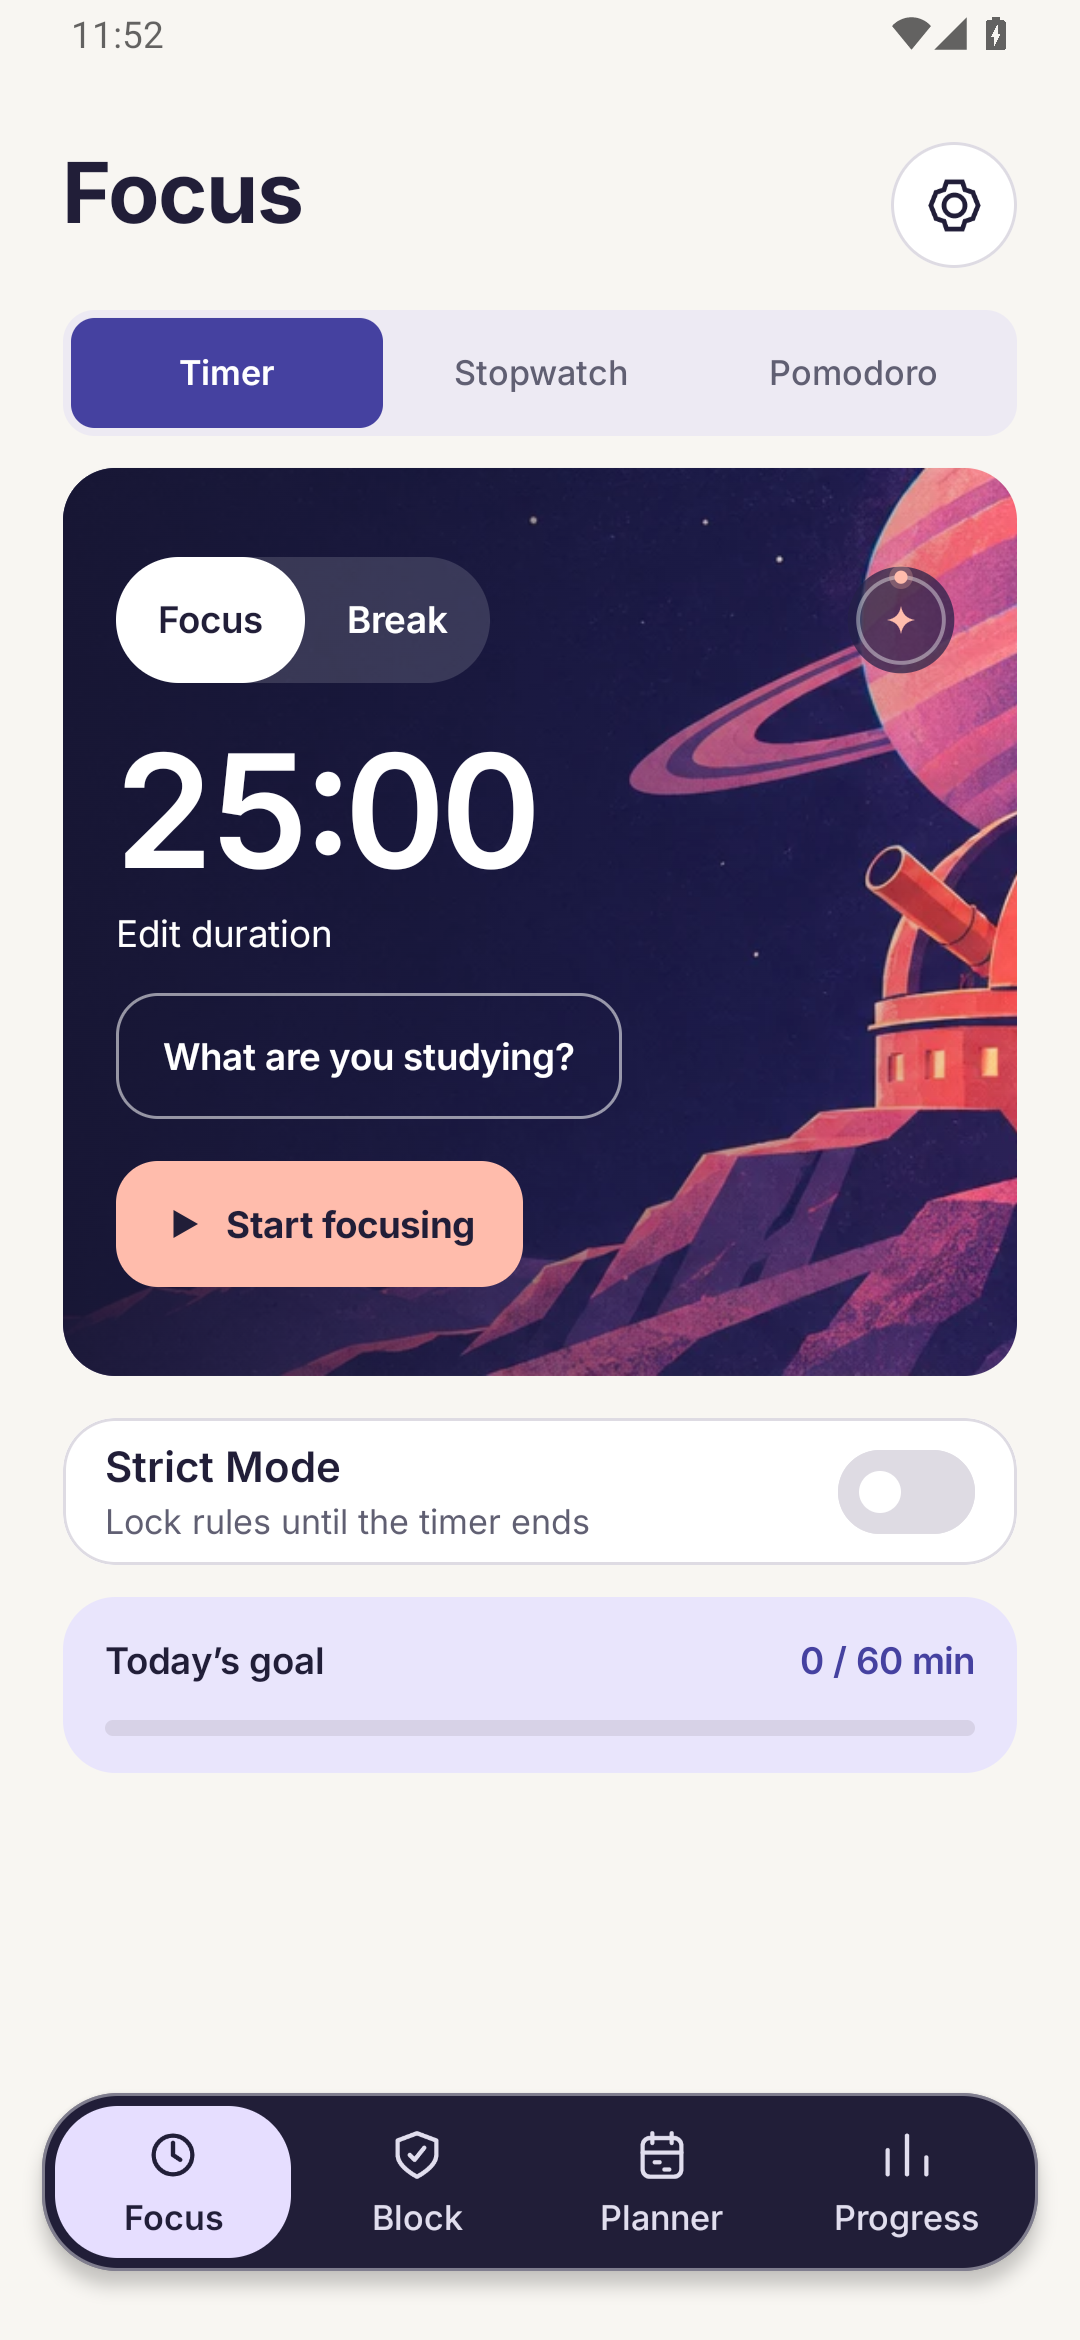 11:52
Focus
Timer
Stopwatch
Pomodoro
Focus
Break
25:00
Edit duration
What are you studying?
Start focusing
Strict Mode
Lock rules until the timer ends
Today’s goal
0 / 60 min
Focus
Block
Planner
Progress